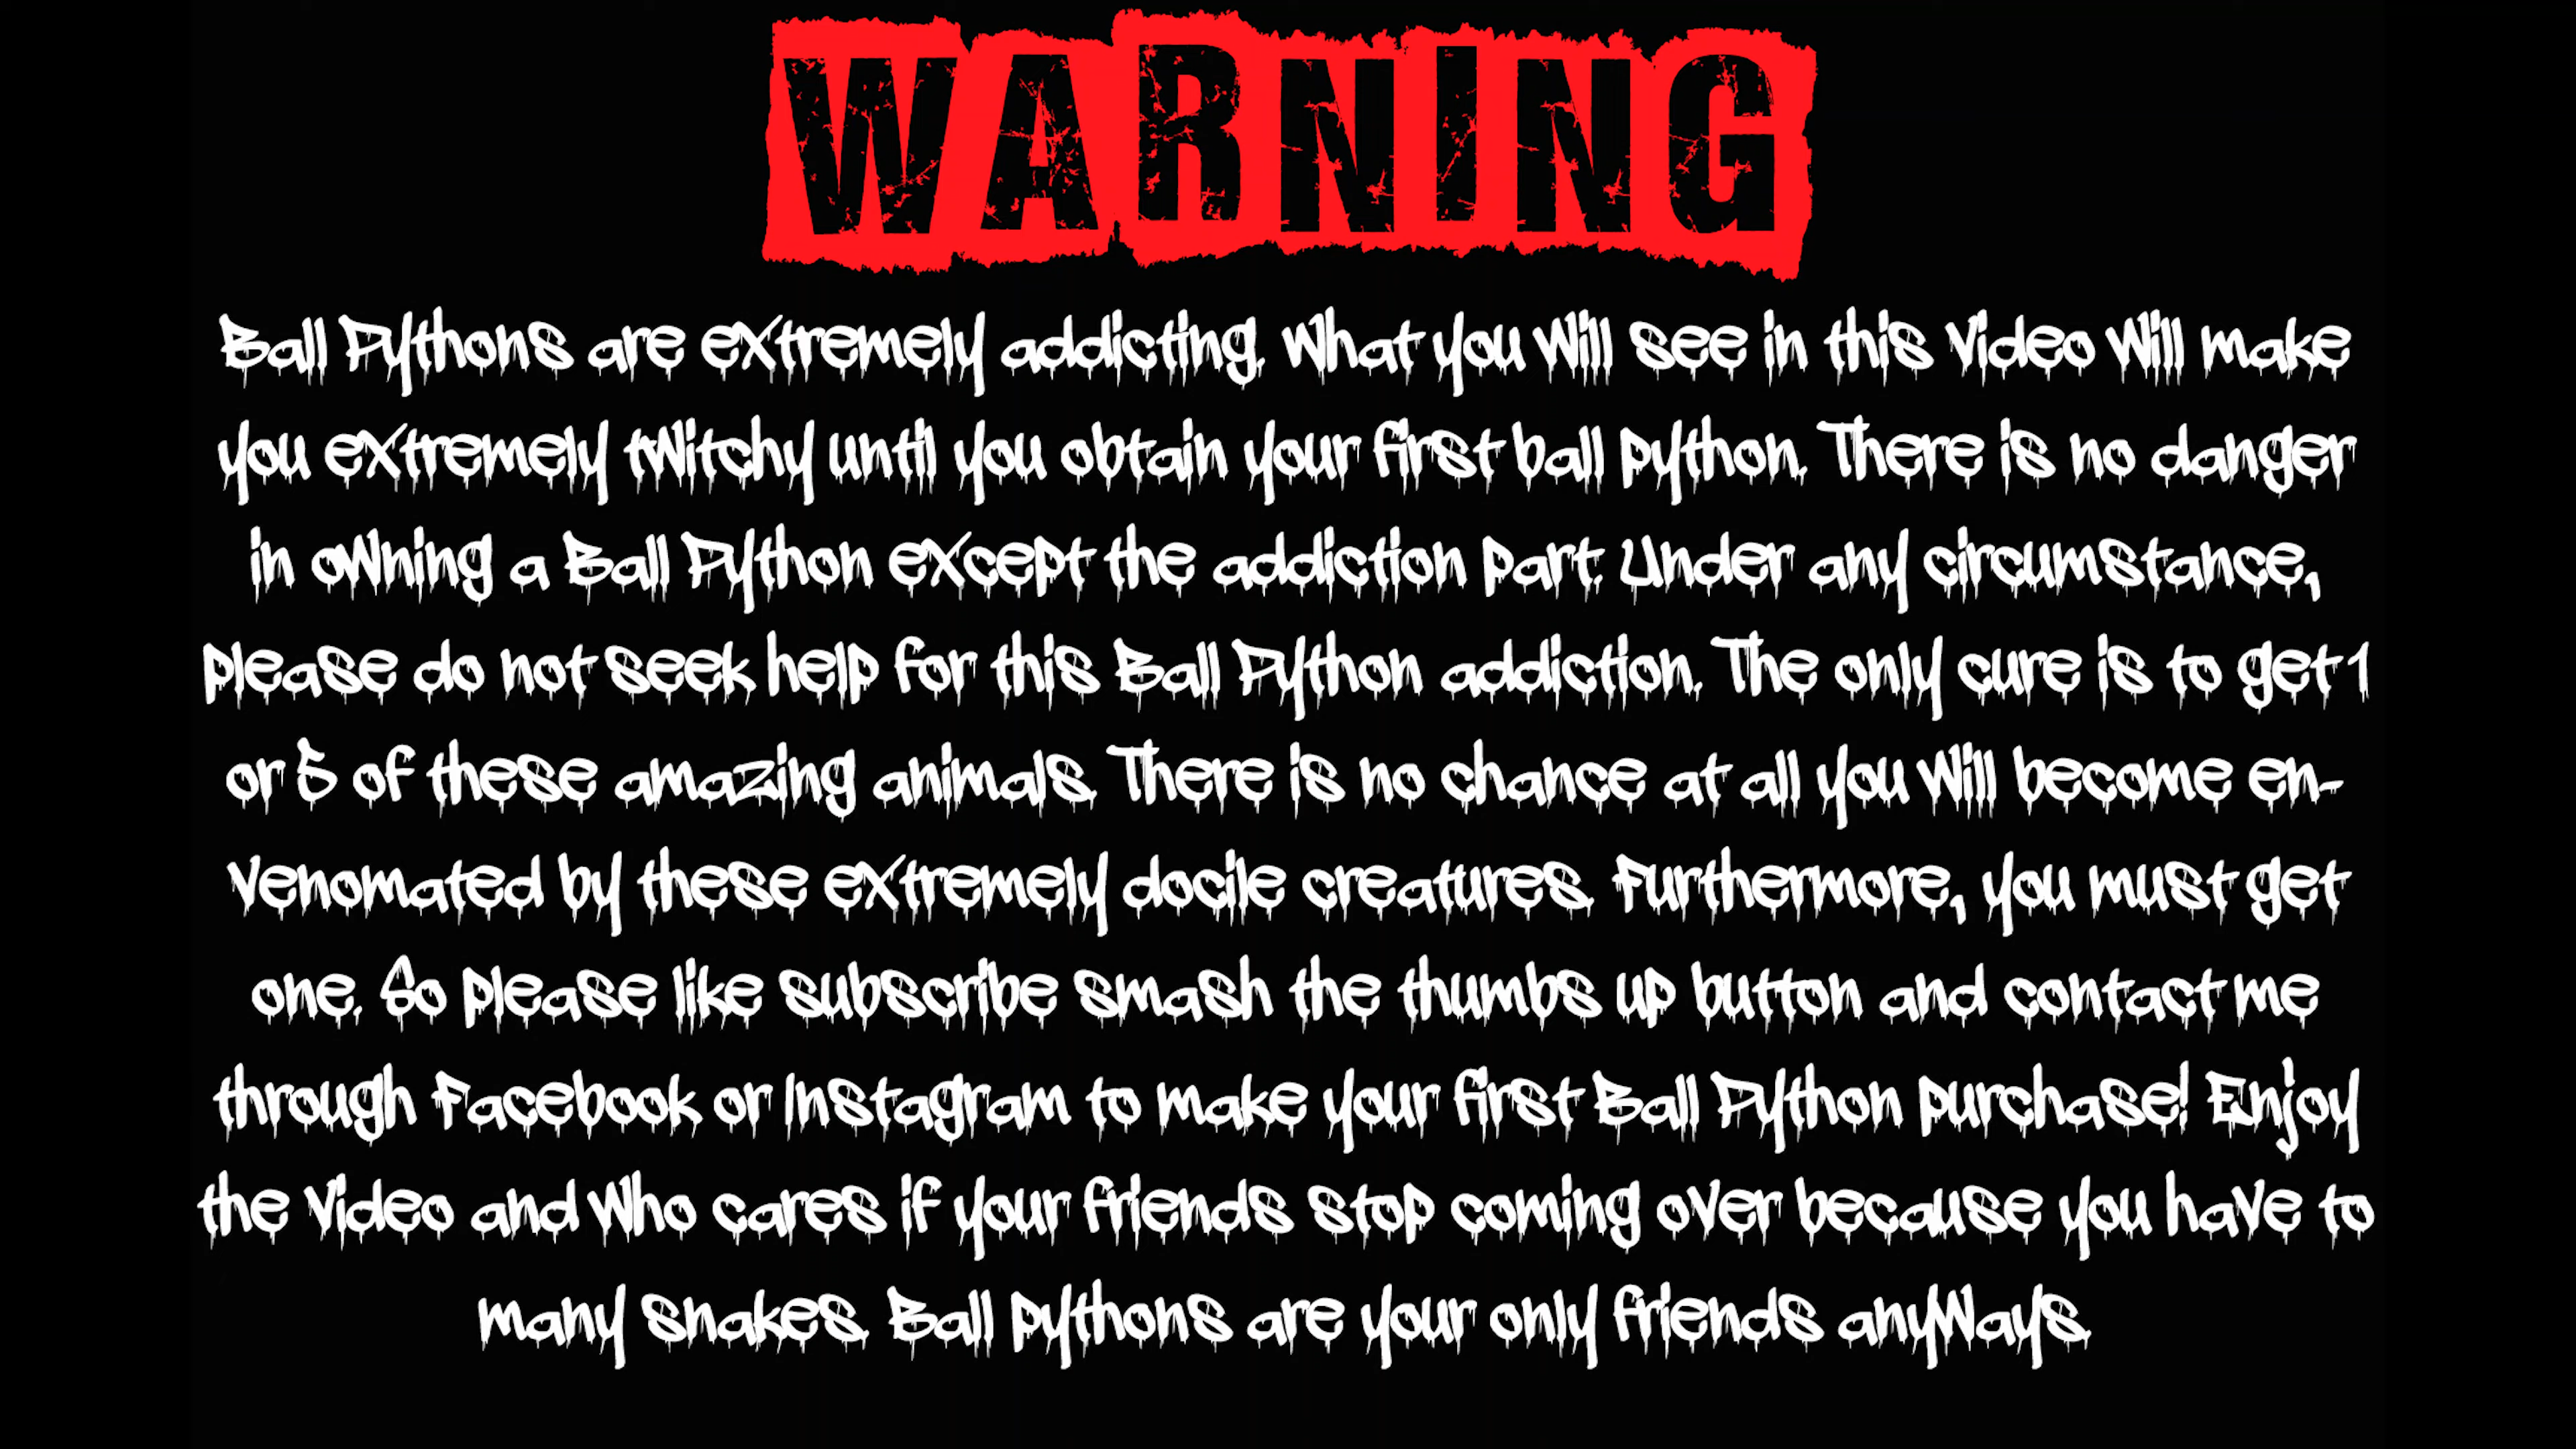 WARNING
Ball Pythons are extremely addicting. What you will see in this video will make
you extremely twitchy until you obtain your first ball python. There is no danger
in owning a Ball Python except the addiction part. Under any circumstance,
please do not seek help for this Ball Python addiction. The only cure is to get 1
or 5 of these amazing animals. There is no chance at all you will become en-
venomated by these extremely docile creatures. Furthermore, you must get
one. So please like subscribe smash the thumbs up button and contact me
through Facebook or Instagram to make your first Ball Python purchase! Enjoy
the video and who cares if your friends stop coming over because you have to
many snakes. Ball pythons are your only friends anyways.